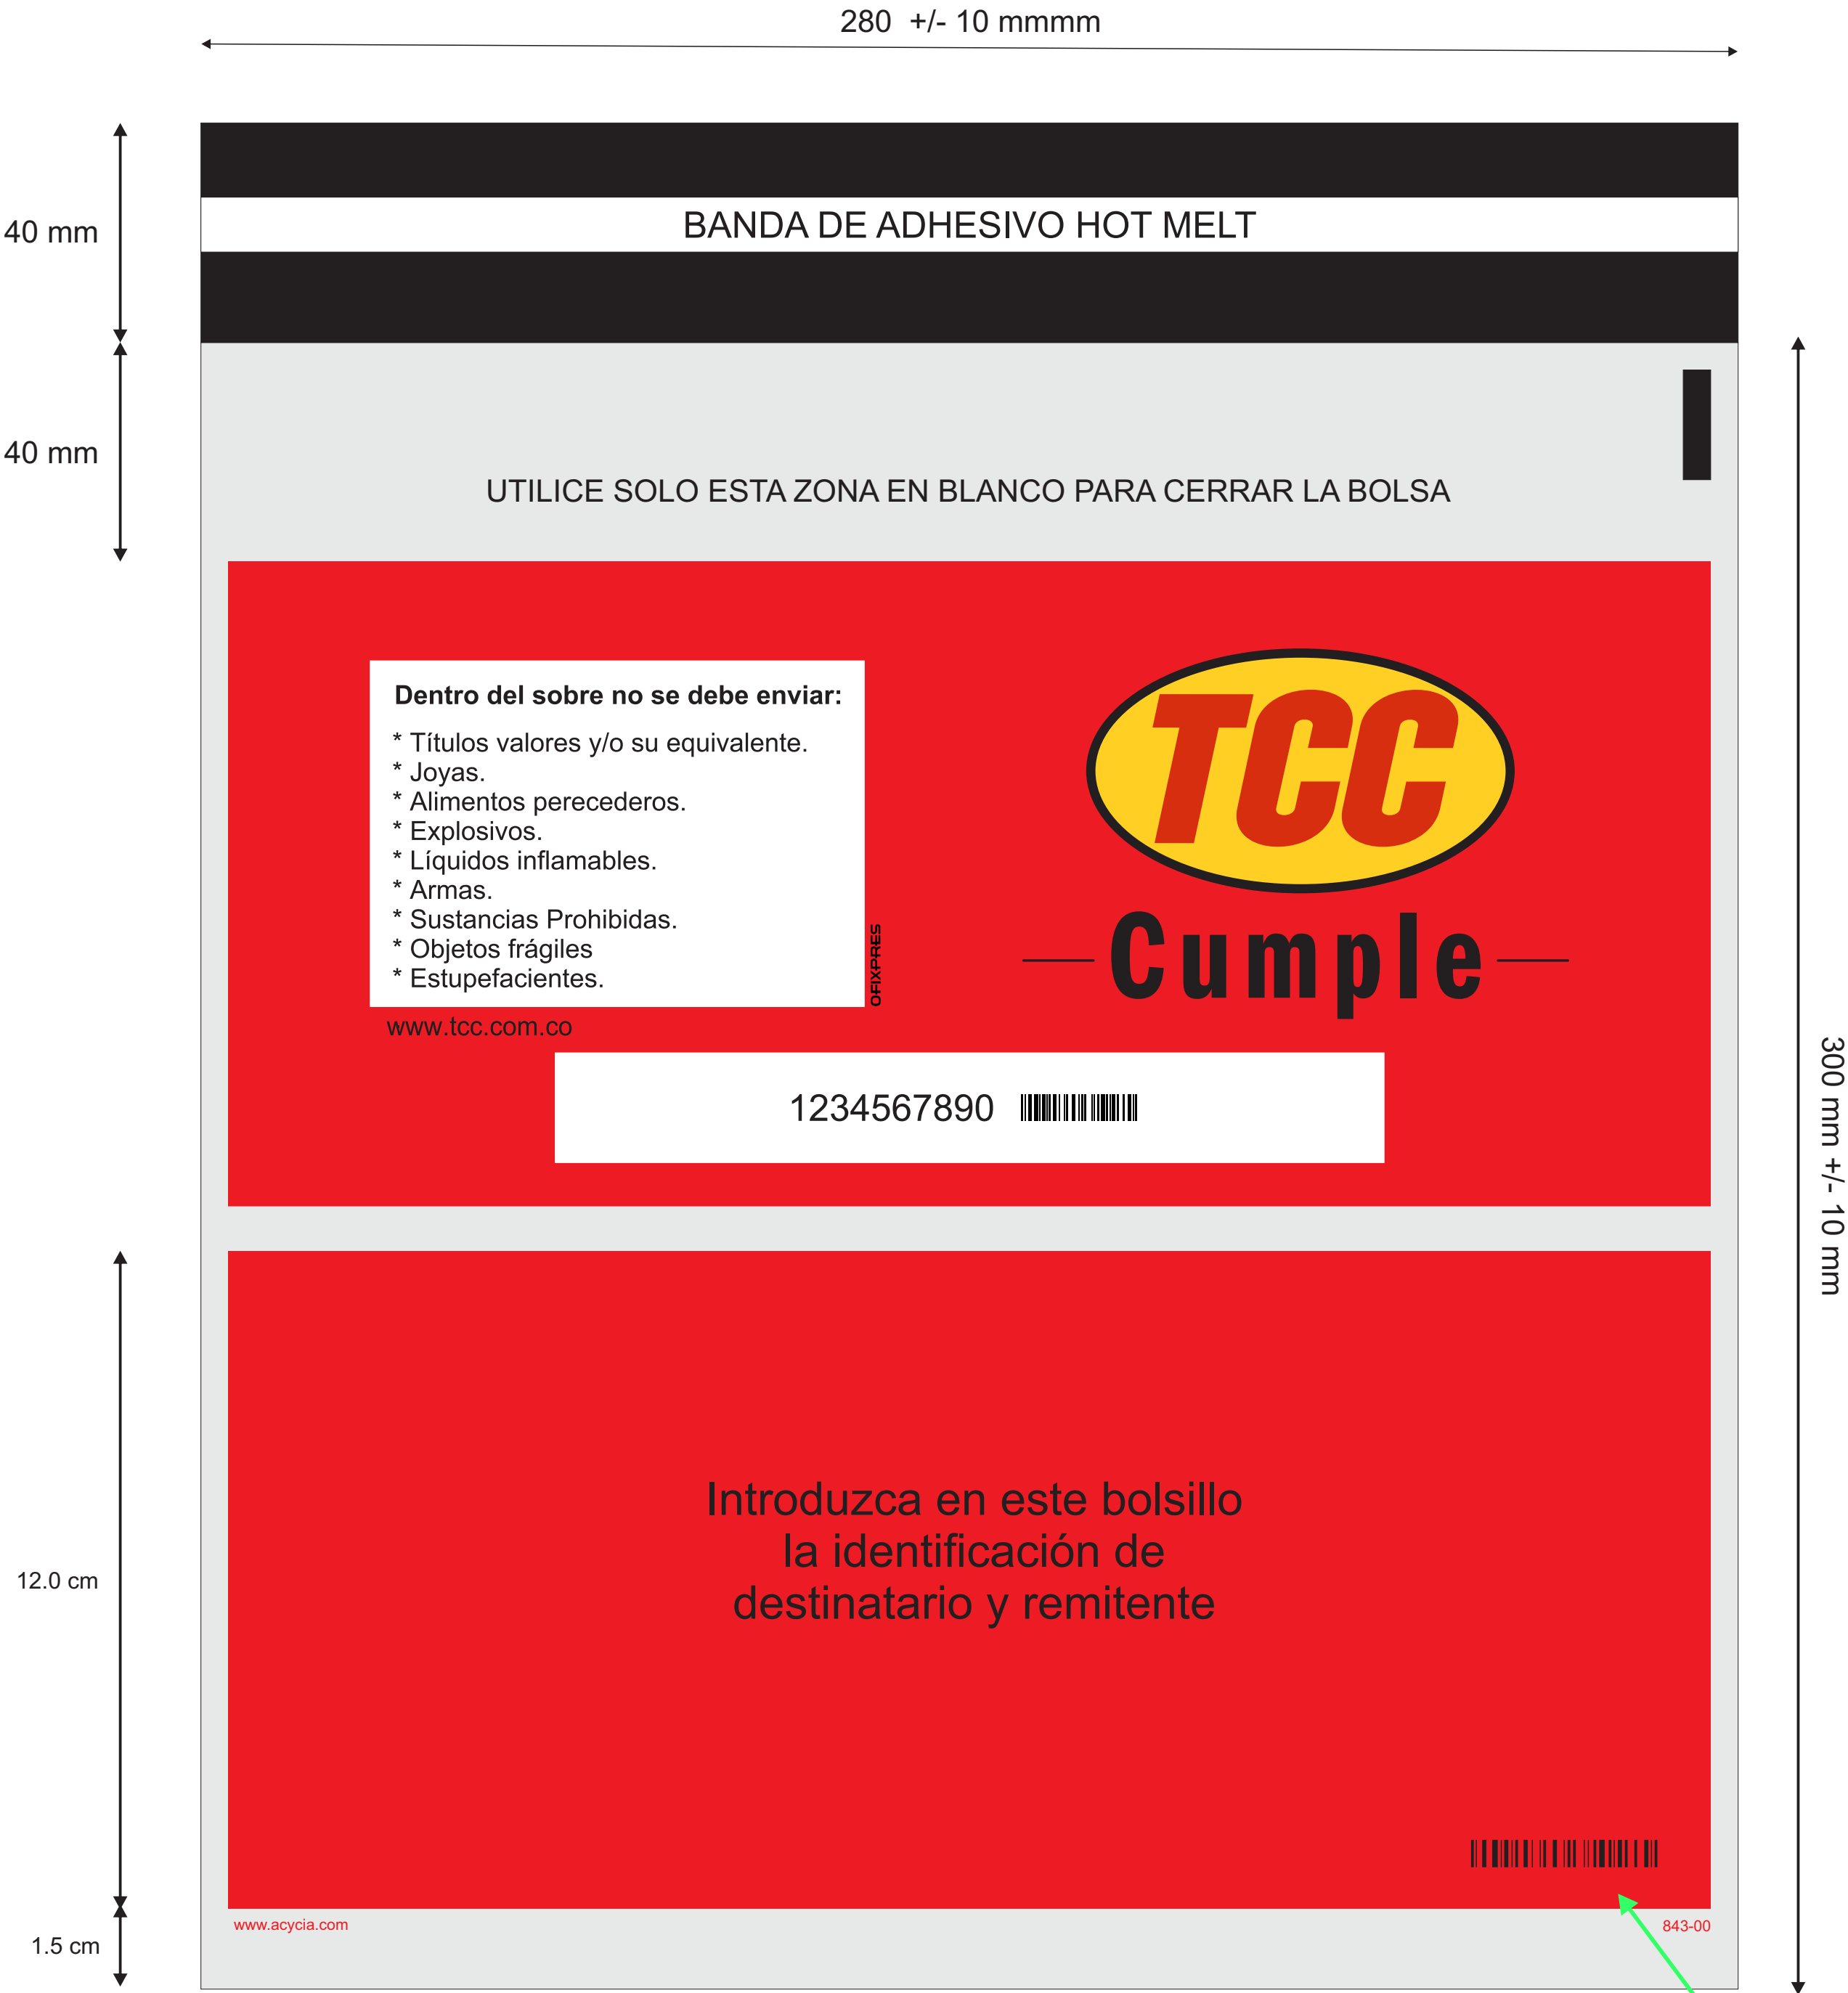 280 +/- 10 mmmm
40 mm
BANDA DE ADHESIVO HOT MELT
40 mm
UTILICE SOLO ESTA ZONA EN BLANCO PARA CERRAR LA BOLSA
Dentro del sobre no se debe enviar:
* Títulos valores y/o su equivalente.
* Joyas.
* Alimentos perecederos.
* Explosivos.
* Líquidos inflamables.
* Armas.
* Sustancias Prohibidas.
* Objetos frágiles
* Estupefacientes.
OFIXPRES
www.tcc.com.co
TCC
Cumple
1234567890
300 mm +/- 10 mm
12.0 cm
Introduzca en este bolsillo
la identificación de
destinatario y remitente
www.acycia.com
843-00
1.5 cm